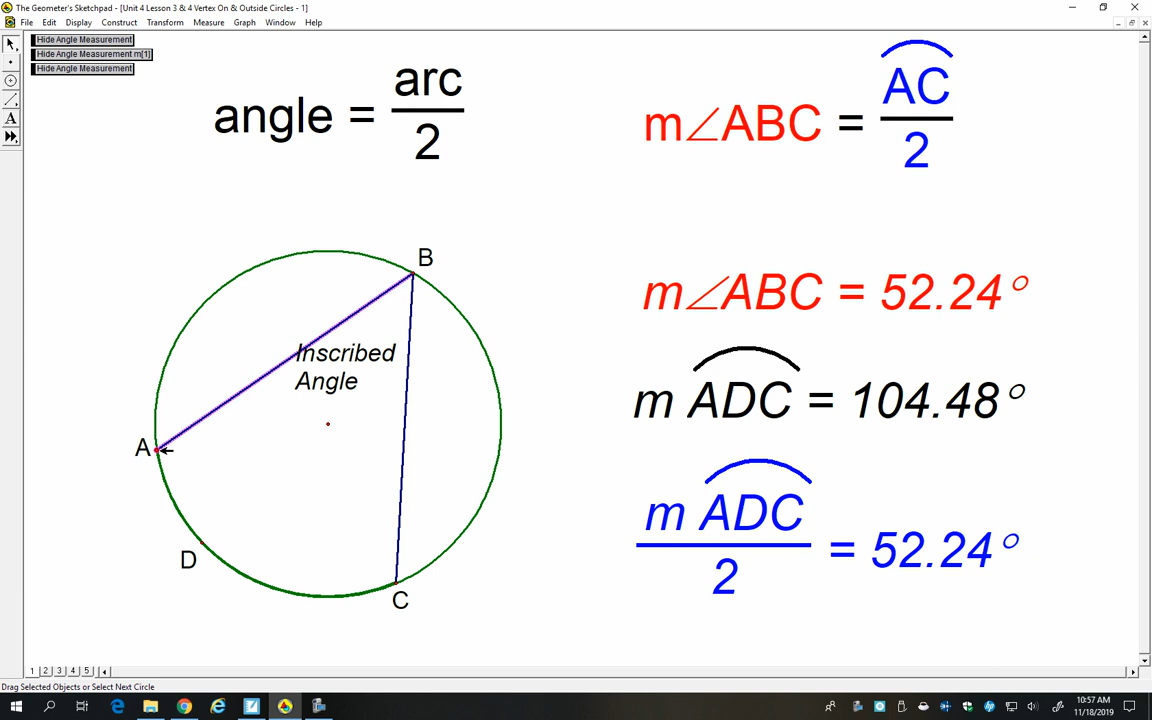 The Geometer's Sketchpad - [Unit 4 Lesson 3 & 4 Vertex On & Outside Circles - 1]
File Edit Display Construct Transform Measure Graph Window Help
Hide Angle Measurement
Hide Angle Measurement m[1]
Hide Angle Measurement
angle = arc/2
m∠ABC = AC/2
B
Inscribed
Angle
A
D
C
m∠ABC = 52.24°
m ADC = 104.48°
m ADC/2 = 52.24°
1 2 3 4 5
Drag Selected Objects or Select Next Circle
10:57 AM
11/18/2019